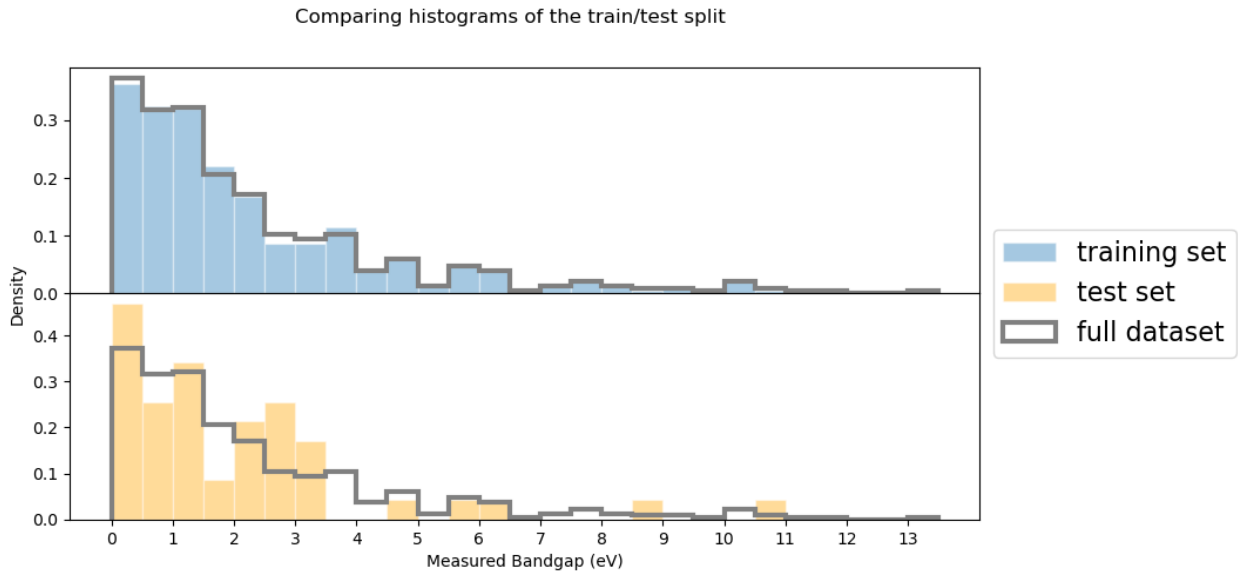 Comparing histograms of the train/test split
0.3
0.2
0.1
0.0
Density
0.4
0.3
0.2
0.1
0.0
0 1 2 3 4 5 6 7 8 9 10 11 12 13
Measured Bandgap (eV)
training set
test set
full dataset